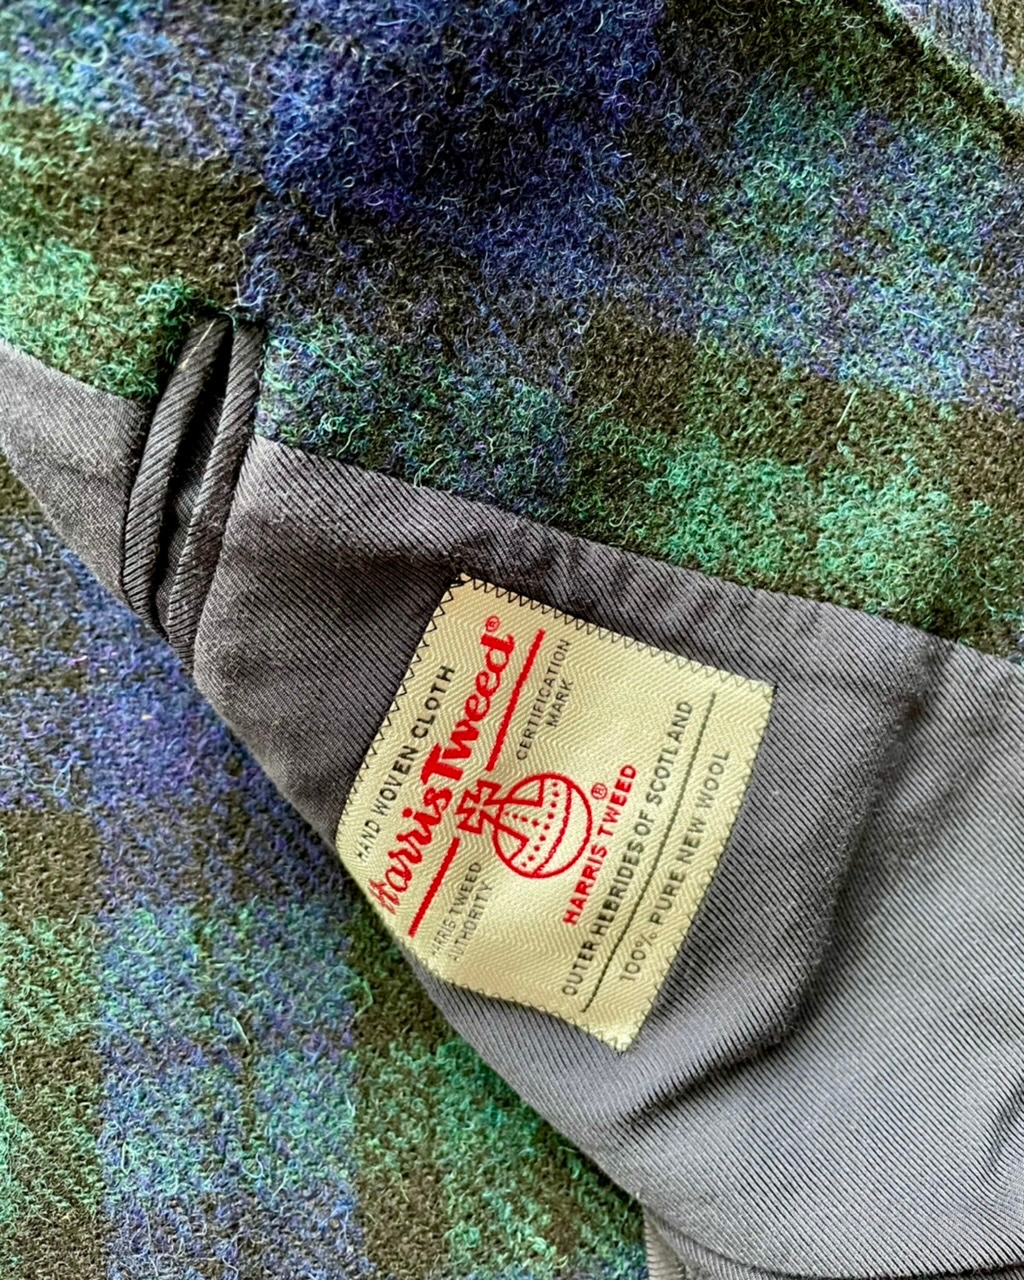 HAND WOVEN CLOTH
Harris Tweed®
CERTIFICATION
MARK
HARRIS TWEED
AUTHORITY
®
HARRIS TWEED
OUTER HEBRIDES OF SCOTLAND
100% PURE NEW WOOL